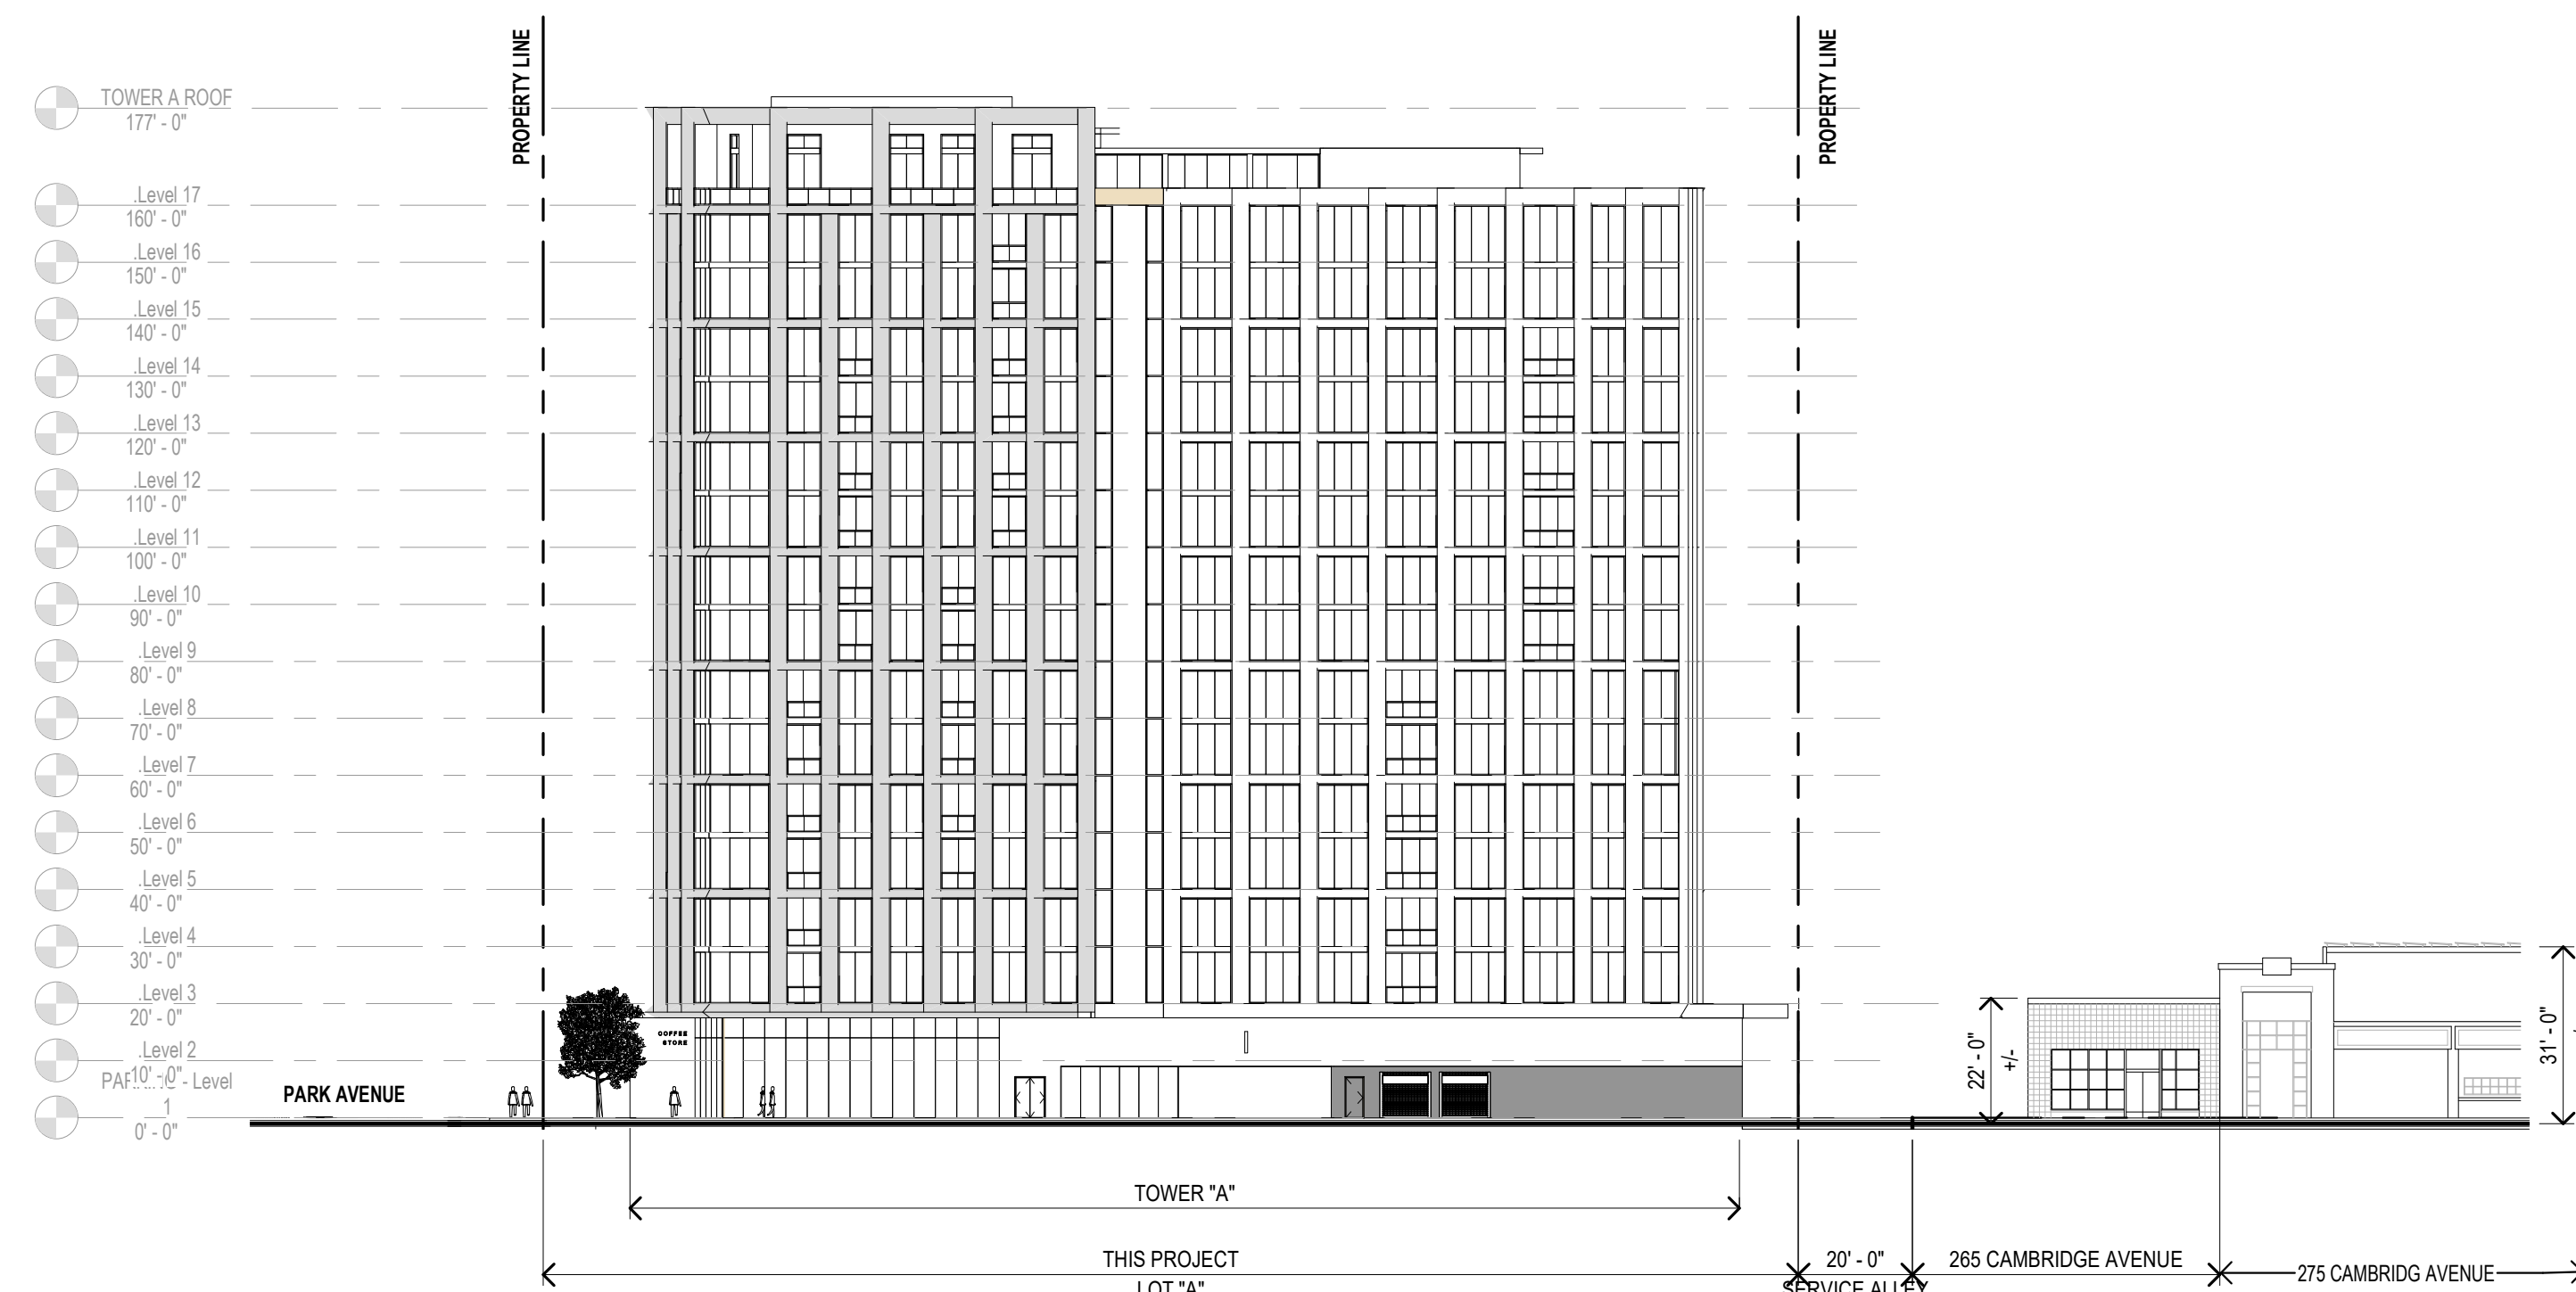 PROPERTY LINE
PROPERTY LINE
TOWER A ROOF
177' - 0"
.Level 17
160' - 0"
.Level 16
150' - 0"
.Level 15
140' - 0"
.Level 14
130' - 0"
.Level 13
120' - 0"
.Level 12
110' - 0"
.Level 11
100' - 0"
.Level 10
90' - 0"
.Level 9
80' - 0"
.Level 8
70' - 0"
.Level 7
60' - 0"
.Level 6
50' - 0"
.Level 5
40' - 0"
.Level 4
30' - 0"
.Level 3
20' - 0"
.Level 2
10' - 0"
PARKING - Level
1
0' - 0"
PARK AVENUE
COFFEE
STORE
22' - 0"
+/-
31' - 0"
TOWER "A"
THIS PROJECT
LOT "A"
20' - 0"
SERVICE ALLEY
265 CAMBRIDGE AVENUE
275 CAMBRIDG AVENUE